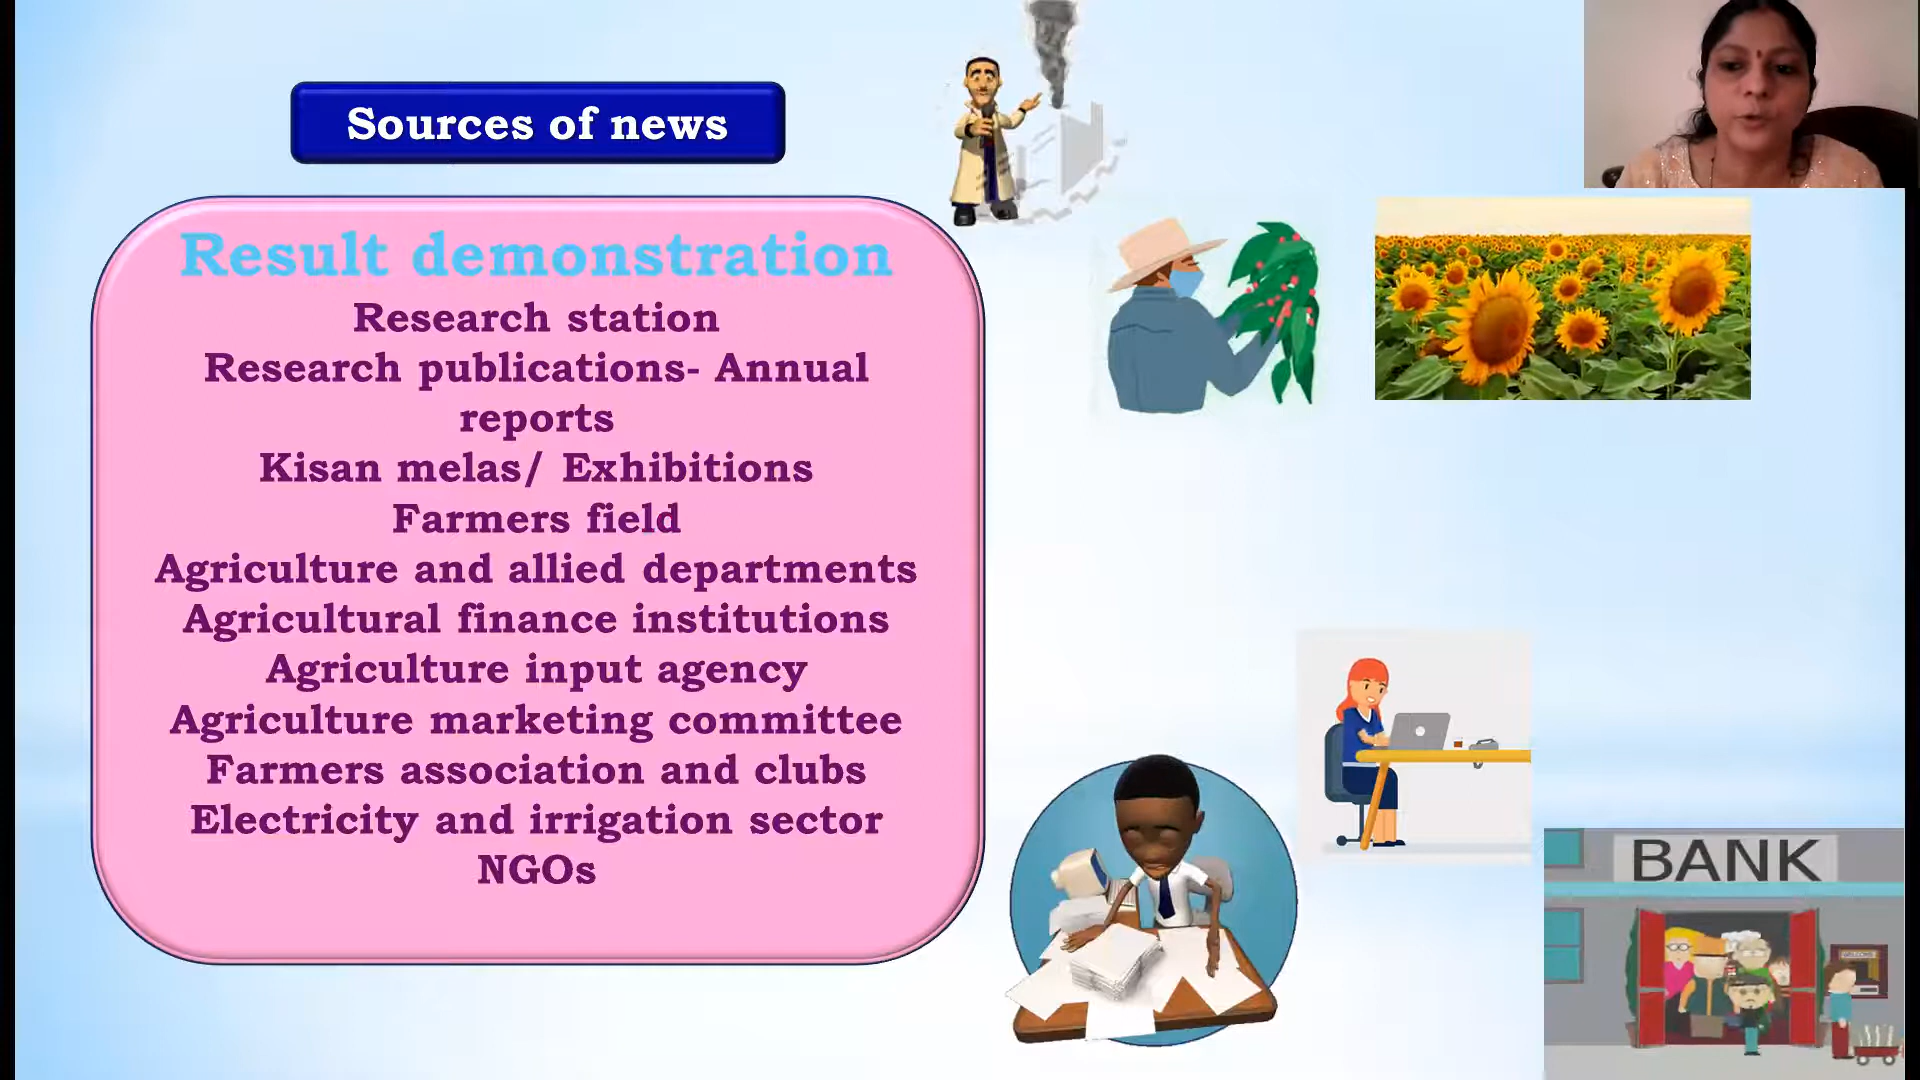 Sources of news
Result demonstration
Research station
Research publications- Annual
reports
Kisan melas/ Exhibitions
Farmers field
Agriculture and allied departments
Agricultural finance institutions
Agriculture input agency
Agriculture marketing committee
Farmers association and clubs
Electricity and irrigation sector
NGOs
BANK
WELCOME